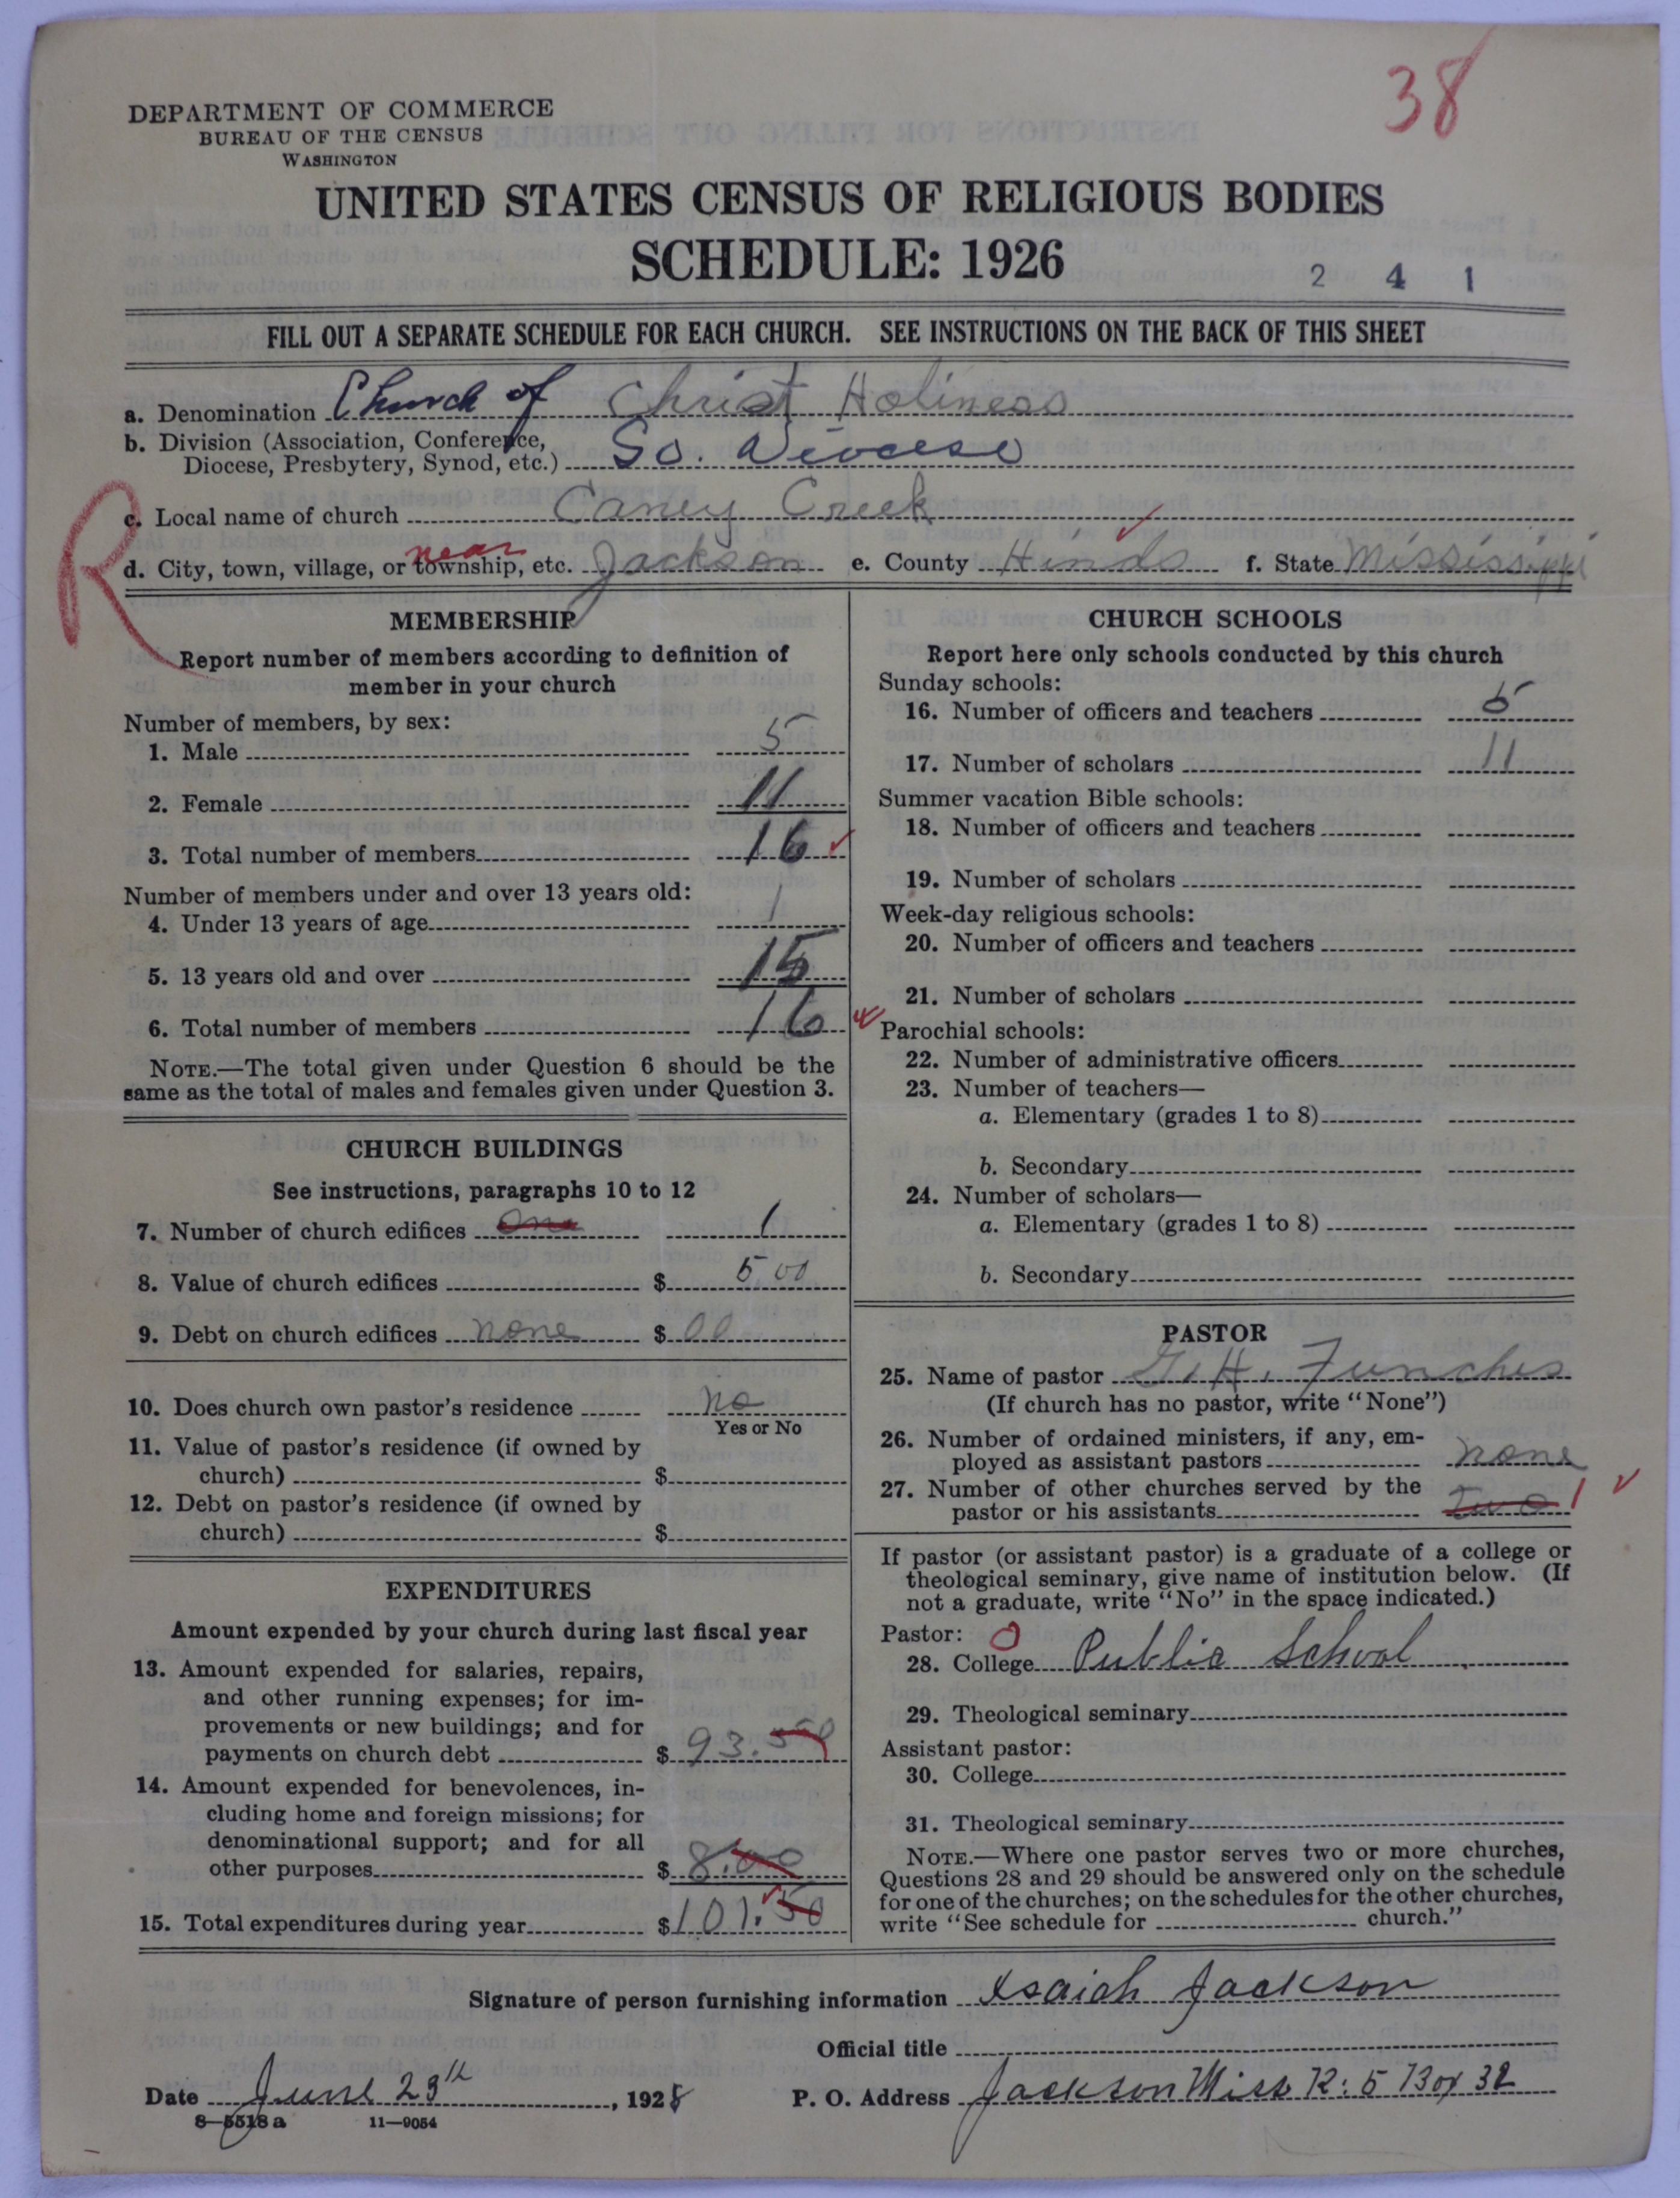 38
DEPARTMENT OF COMMERCE
BUREAU OF THE CENSUS
WASHINGTON
UNITED STATES CENSUS OF RELIGIOUS BODIES
SCHEDULE: 1926
2 4 1
FILL OUT A SEPARATE SCHEDULE FOR EACH CHURCH. SEE INSTRUCTIONS ON THE BACK OF THIS SHEET
a. Denomination Church of Christ Holiness
b. Division (Association, Conference,
Diocese, Presbytery, Synod, etc.) So. Diocese
R
c. Local name of church Caney Creek
near
d. City, town, village, or township, etc. Jackson e. County Hinds f. State Mississippi
MEMBERSHIP
Report number of members according to definition of
member in your church
Number of members, by sex:
1. Male 5
2. Female 11
3. Total number of members 16
Number of members under and over 13 years old:
4. Under 13 years of age 1
5. 13 years old and over 15
6. Total number of members 16
NOTE.—The total given under Question 6 should be the
same as the total of males and females given under Question 3.
CHURCH BUILDINGS
See instructions, paragraphs 10 to 12
7. Number of church edifices One 1
8. Value of church edifices $ 500
9. Debt on church edifices none $ 00
10. Does church own pastor's residence no
Yes or No
11. Value of pastor's residence (if owned by
church) $
12. Debt on pastor's residence (if owned by
church) $
EXPENDITURES
Amount expended by your church during last fiscal year
13. Amount expended for salaries, repairs,
and other running expenses; for im-
provements or new buildings; and for
payments on church debt $ 93.50
14. Amount expended for benevolences, in-
cluding home and foreign missions; for
denominational support; and for all
other purposes $ 8.00
15. Total expenditures during year $ 101.50
CHURCH SCHOOLS
Report here only schools conducted by this church
Sunday schools:
16. Number of officers and teachers 5
17. Number of scholars 11
Summer vacation Bible schools:
18. Number of officers and teachers
19. Number of scholars
Week-day religious schools:
20. Number of officers and teachers
21. Number of scholars
Parochial schools:
22. Number of administrative officers
23. Number of teachers—
a. Elementary (grades 1 to 8)
b. Secondary
24. Number of scholars—
a. Elementary (grades 1 to 8)
b. Secondary
PASTOR
25. Name of pastor G. H. Funches
(If church has no pastor, write "None")
26. Number of ordained ministers, if any, em-
ployed as assistant pastors none
27. Number of other churches served by the
pastor or his assistants two 1
If pastor (or assistant pastor) is a graduate of a college or
theological seminary, give name of institution below. (If
not a graduate, write "No" in the space indicated.)
Pastor: 0
28. College Public School
29. Theological seminary
Assistant pastor:
30. College
31. Theological seminary
NOTE.—Where one pastor serves two or more churches,
Questions 28 and 29 should be answered only on the schedule
for one of the churches; on the schedules for the other churches,
write "See schedule for church."
Signature of person furnishing information Isaiah Jackson
Official title
Date June 29th, 1928 P. O. Address Jackson Miss R: 5 Box 32
8—5518 a 11—9054